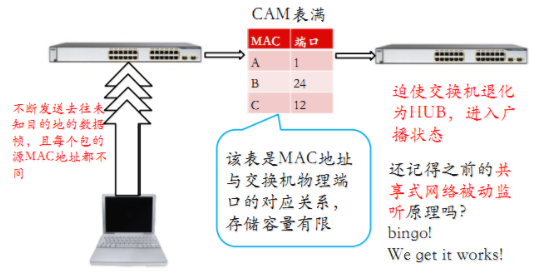 CAM表满
MAC 端口
A 1
B 24
C 12
不断发送去往未
知目的地的数据
帧，且每个包的
源MAC地址都不
同
该表是MAC地址
与交换机物理端
口的对应关系，
存储容量有限
迫使交换机退化
为HUB，进入广
播状态
还记得之前的共
享式网络被动监
听原理吗?
bingo!
We get it works!